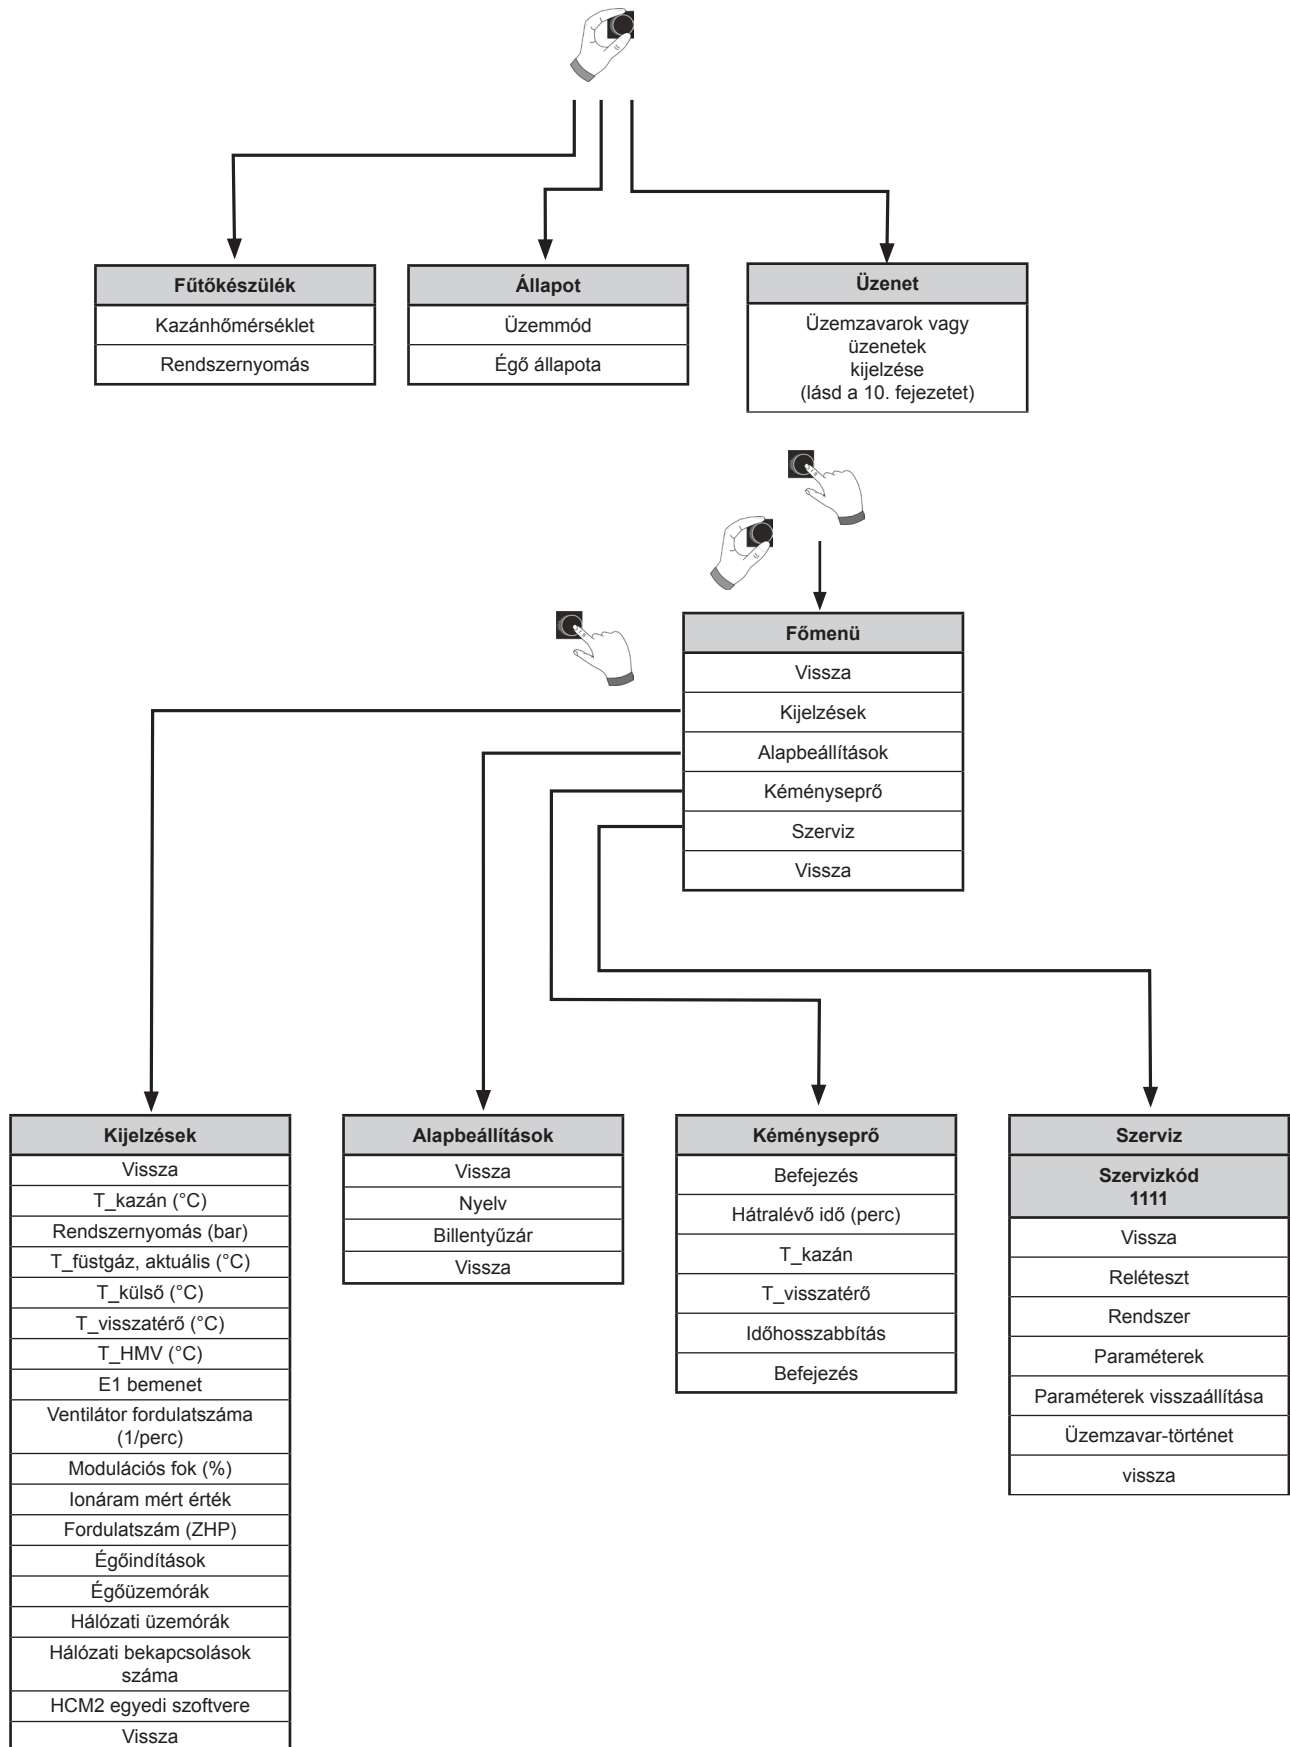 Fűtőkészülék
Kazánhőmérséklet
Rendszernyomás
Állapot
Üzemmód
Égő állapota
Üzenet
Üzemzavarok vagy
üzenetek
kijelzése
(lásd a 10. fejezetet)
Főmenü
Vissza
Kijelzések
Alapbeállítások
Kéményseprő
Szerviz
Vissza
Kijelzések
Vissza
T_kazán (°C)
Rendszernyomás (bar)
T_füstgáz, aktuális (°C)
T_külső (°C)
T_visszatérő (°C)
T_HMV (°C)
E1 bemenet
Ventilátor fordulatszáma
(1/perc)
Modulációs fok (%)
Ionáram mért érték
Fordulatszám (ZHP)
Égőindítások
Égőüzemórák
Hálózati üzemórák
Hálózati bekapcsolások
száma
HCM2 egyedi szoftvere
Vissza
Alapbeállítások
Vissza
Nyelv
Billentyűzár
Vissza
Kéményseprő
Befejezés
Hátralévő idő (perc)
T_kazán
T_visszatérő
Időhosszabbítás
Befejezés
Szerviz
Szervizkód
1111
Vissza
Reléteszt
Rendszer
Paraméterek
Paraméterek visszaállítása
Üzemzavar-történet
vissza